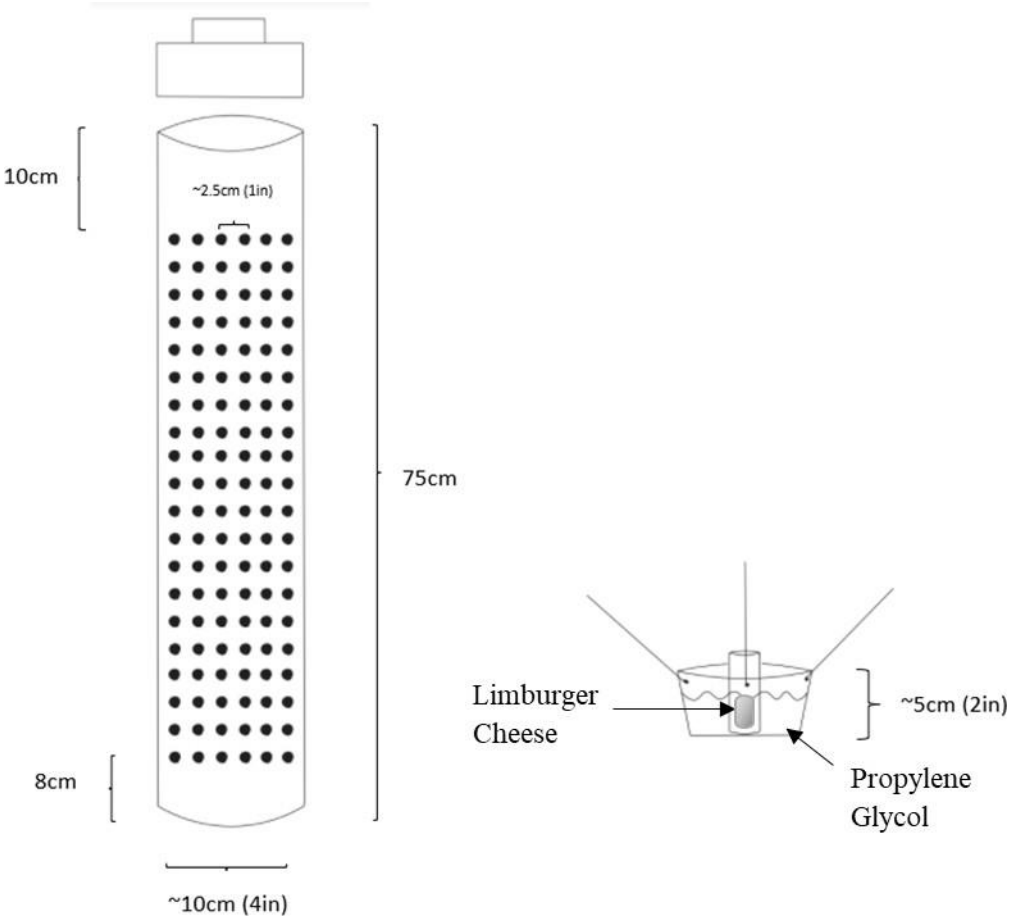 10cm
~2.5cm (1in)
75cm
8cm
~10cm (4in)
Limburger
Cheese
~5cm (2in)
Propylene
Glycol